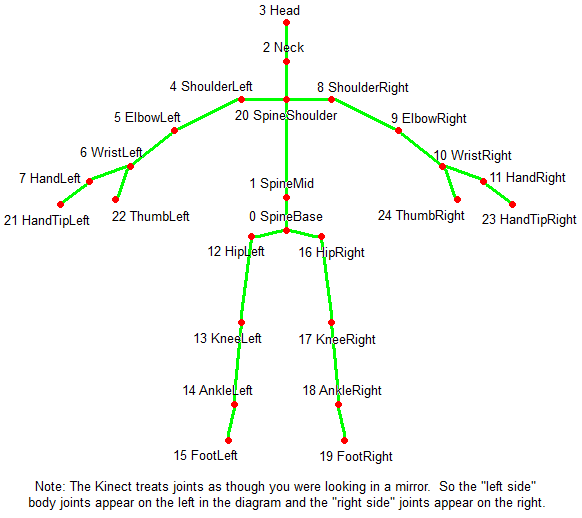 3 Head
2 Neck
4 ShoulderLeft
8 ShoulderRight
5 ElbowLeft
20 SpineShoulder
9 ElbowRight
6 WristLeft
10 WristRight
7 HandLeft
1 SpineMid
11 HandRight
21 HandTipLeft
22 ThumbLeft
0 SpineBase
24 ThumbRight
23 HandTipRight
12 HipLeft
16 HipRight
13 KneeLeft
17 KneeRight
14 AnkleLeft
18 AnkleRight
15 FootLeft
19 FootRight
Note: The Kinect treats joints as though you were looking in a mirror.  So the "left side"
body joints appear on the left in the diagram and the "right side" joints appear on the right.